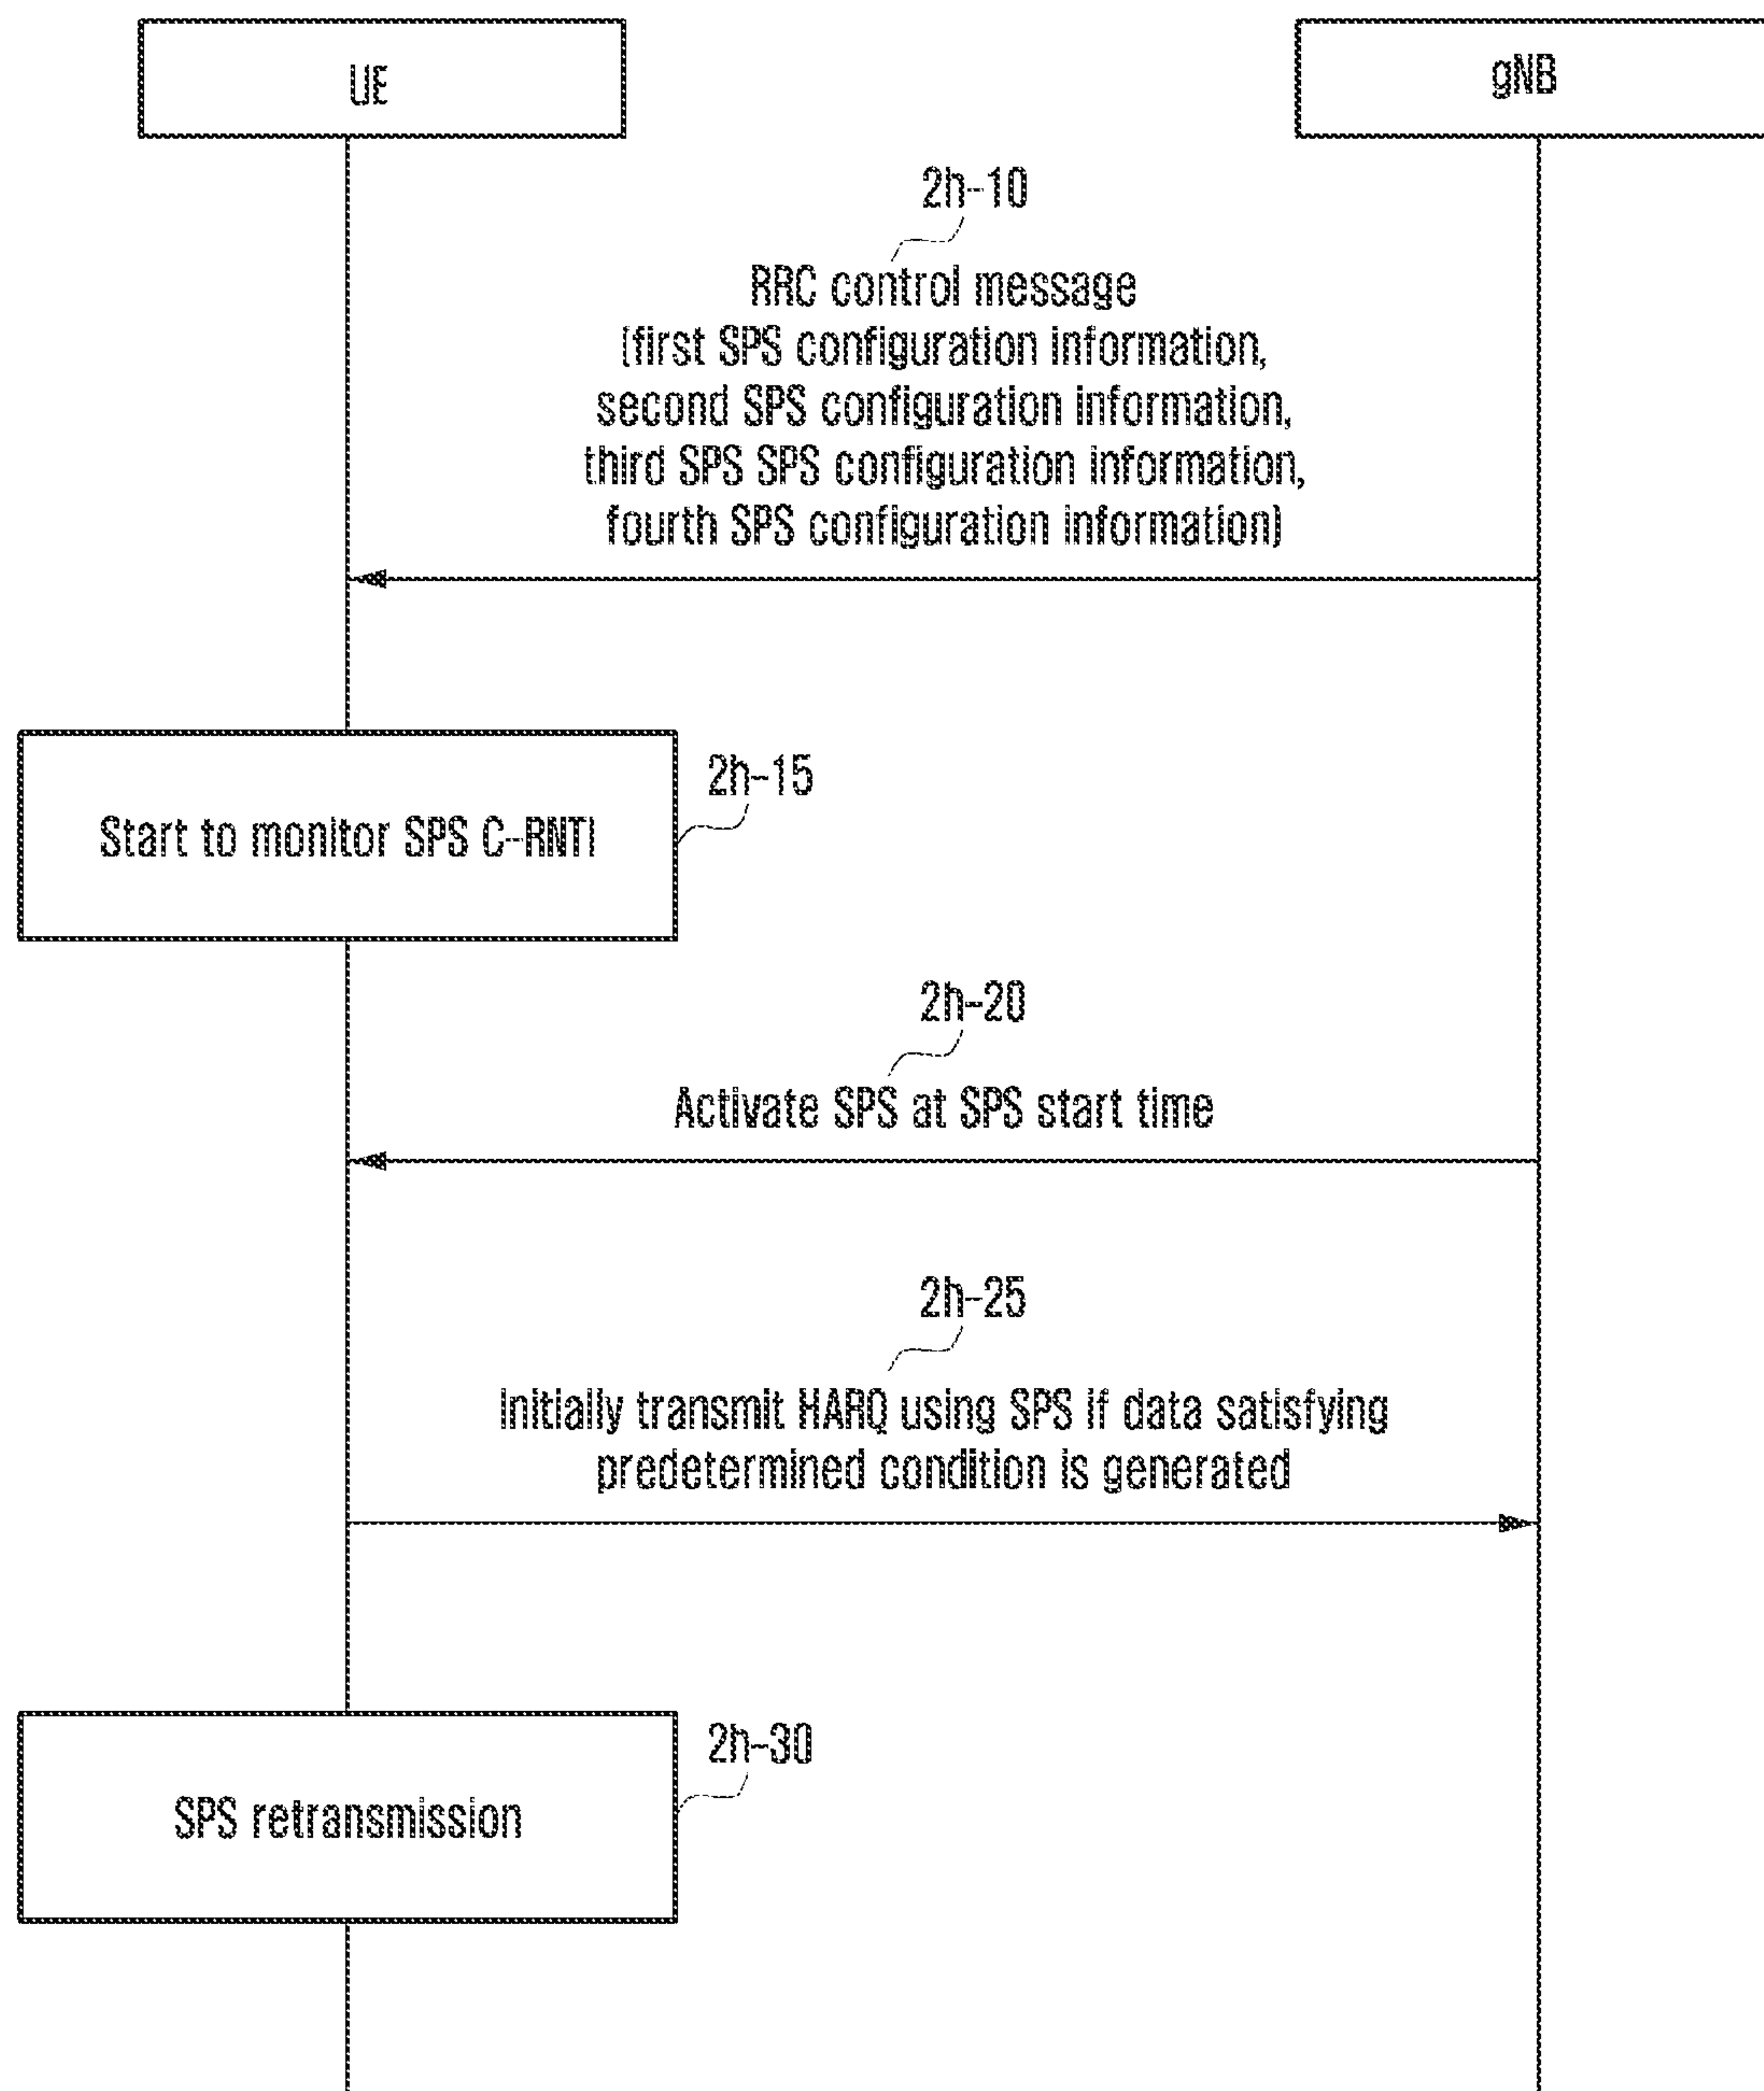 UE
gNB
2h-10
RRC control message
(first SPS configuration information,
second SPS configuration information,
third SPS SPS configuration information,
fourth SPS configuration information)
2h-15
Start to monitor SPS C-RNTI
2h-20
Activate SPS at SPS start time
2h-25
Initially transmit HARQ using SPS if data satisfying
predetermined condition is generated
2h-30
SPS retransmission